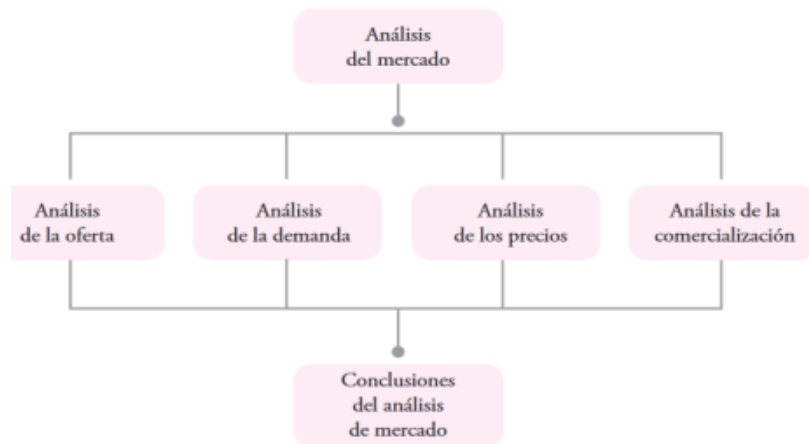 Análisis
del mercado
Análisis
de la oferta
Análisis
de la demanda
Análisis
de los precios
Análisis de la
comercialización
Conclusiones
del análisis
de mercado